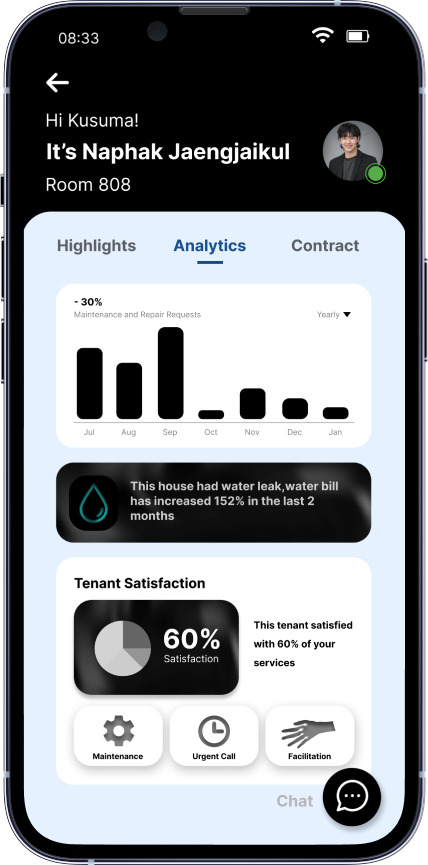 08:33
Hi Kusuma!
It's Naphak Jaengjaikul
Room 808
Highlights Analytics Contract
- 30%
Maintenance and Repair Requests Yearly
Jul Aug Sep Oct Nov Dec Jan
This house had water leak,water bill
has increased 152% in the last 2
months
Tenant Satisfaction
60%
Satisfaction
This tenant satisfied
with 60% of your
services
Maintenance Urgent Call Facilitation
Chat